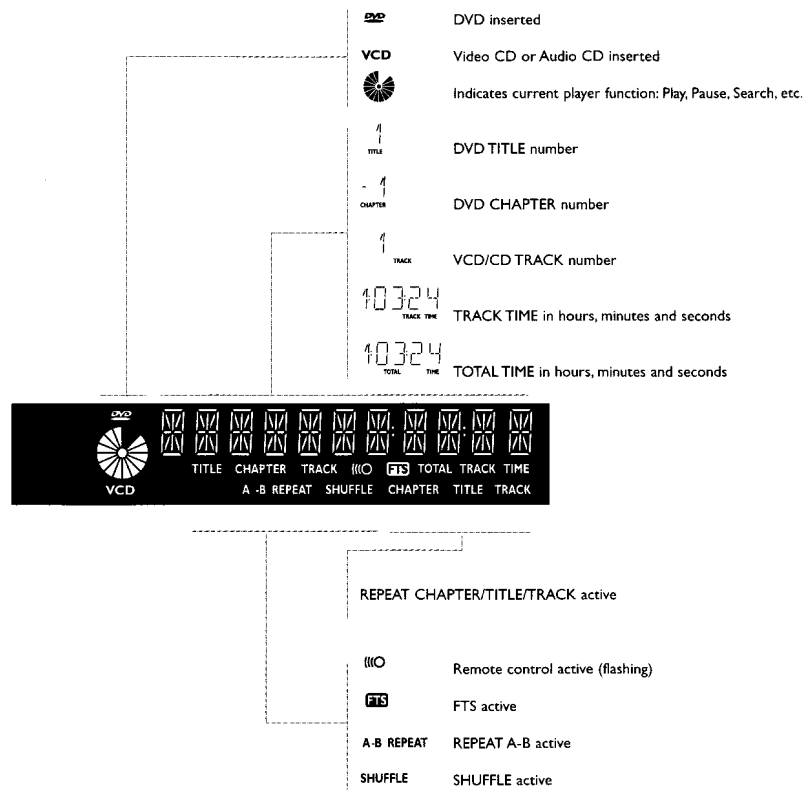 DVD DVD inserted
VCD Video CD or Audio CD inserted
Indicates current player function: Play, Pause, Search, etc.
1
TITLE DVD TITLE number
- 1
CHAPTER DVD CHAPTER number
1
TRACK VCD/CD TRACK number
1:03:24
TRACK TIME TRACK TIME in hours, minutes and seconds
1:03:24
TOTAL TIME TOTAL TIME in hours, minutes and seconds
DVD
TITLE CHAPTER TRACK FTS TOTAL TRACK TIME
VCD A -B REPEAT SHUFFLE CHAPTER TITLE TRACK
REPEAT CHAPTER/TITLE/TRACK active
Remote control active (flashing)
FTS FTS active
A-B REPEAT REPEAT A-B active
SHUFFLE SHUFFLE active